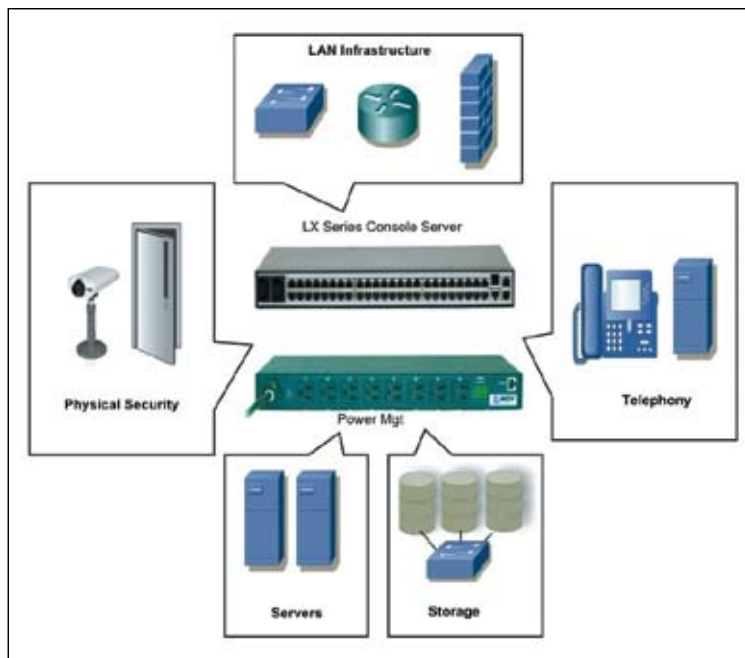 LAN Infrastructure
LX Series Console Server
Physical Security
Telephony
Power Mgt
Servers
Storage